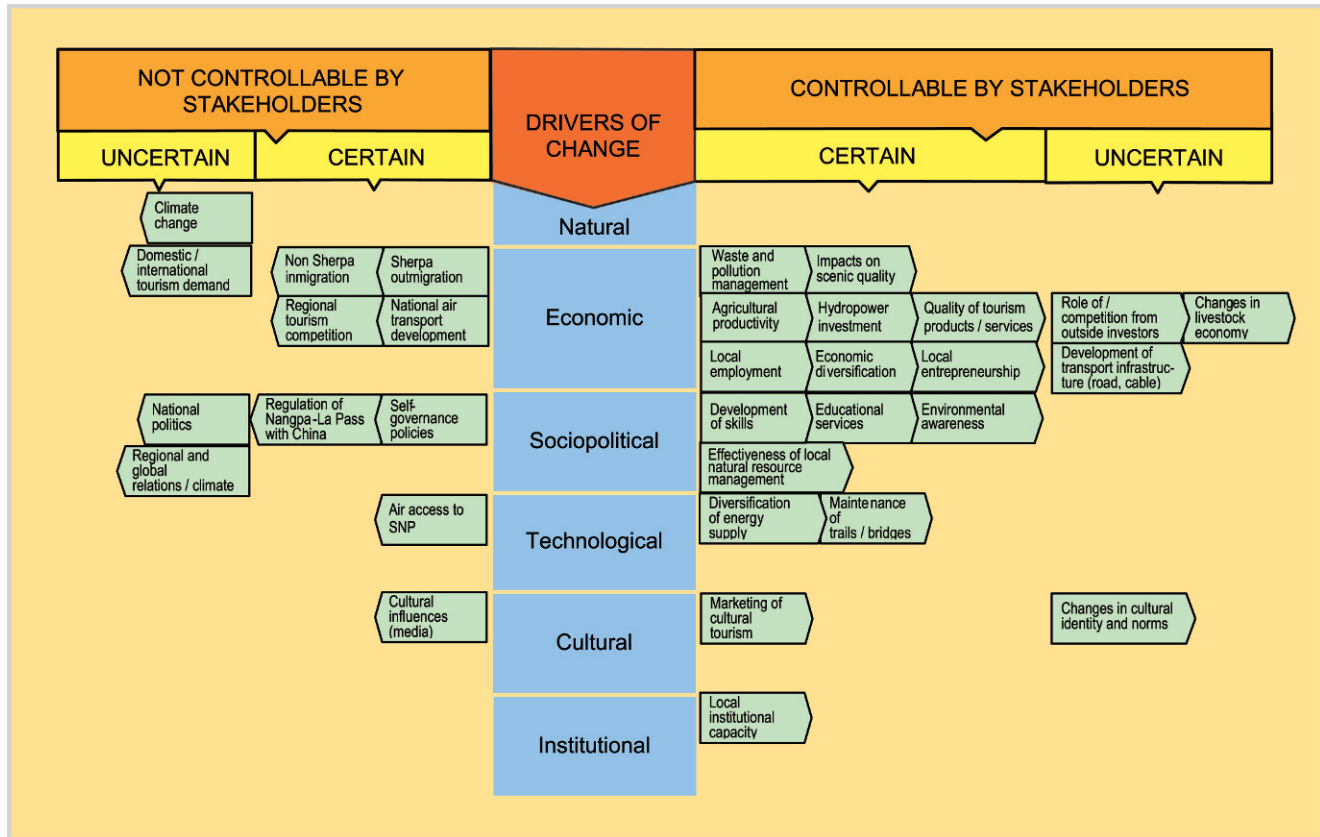 NOT CONTROLLABLE BY
STAKEHOLDERS
DRIVERS OF
CHANGE
CONTROLLABLE BY STAKEHOLDERS
UNCERTAIN
CERTAIN
CERTAIN
UNCERTAIN
Climate
change
Natural
Domestic /
international
tourism demand
Non Sherpa
inmigration
Sherpa
outmigration
Regional
tourism
competition
National air
transport
development
Economic
Waste and
pollution
management
Impacts on
scenic quality
Agricultural
productivity
Hydropower
investment
Quality of tourism
products / services
Role of /
competition from
outside investors
Changes in
livestock
economy
Local
employment
Economic
diversification
Local
entrepreneurship
Development of
transport infrastruc-
ture (road, cable)
National
politics
Regulation of
Nangpa-La Pass
with China
Self-
governance
policies
Regional and
global
relations / climate
Sociopolitical
Development
of skills
Educational
services
Environmental
awareness
Effectiveness of local
natural resource
management
Air access to
SNP
Technological
Diversification
of energy
supply
Maintenance
of
trails / bridges
Cultural
influences
(media)
Cultural
Marketing of
cultural
tourism
Changes in cultural
identity and norms
Institutional
Local
institutional
capacity